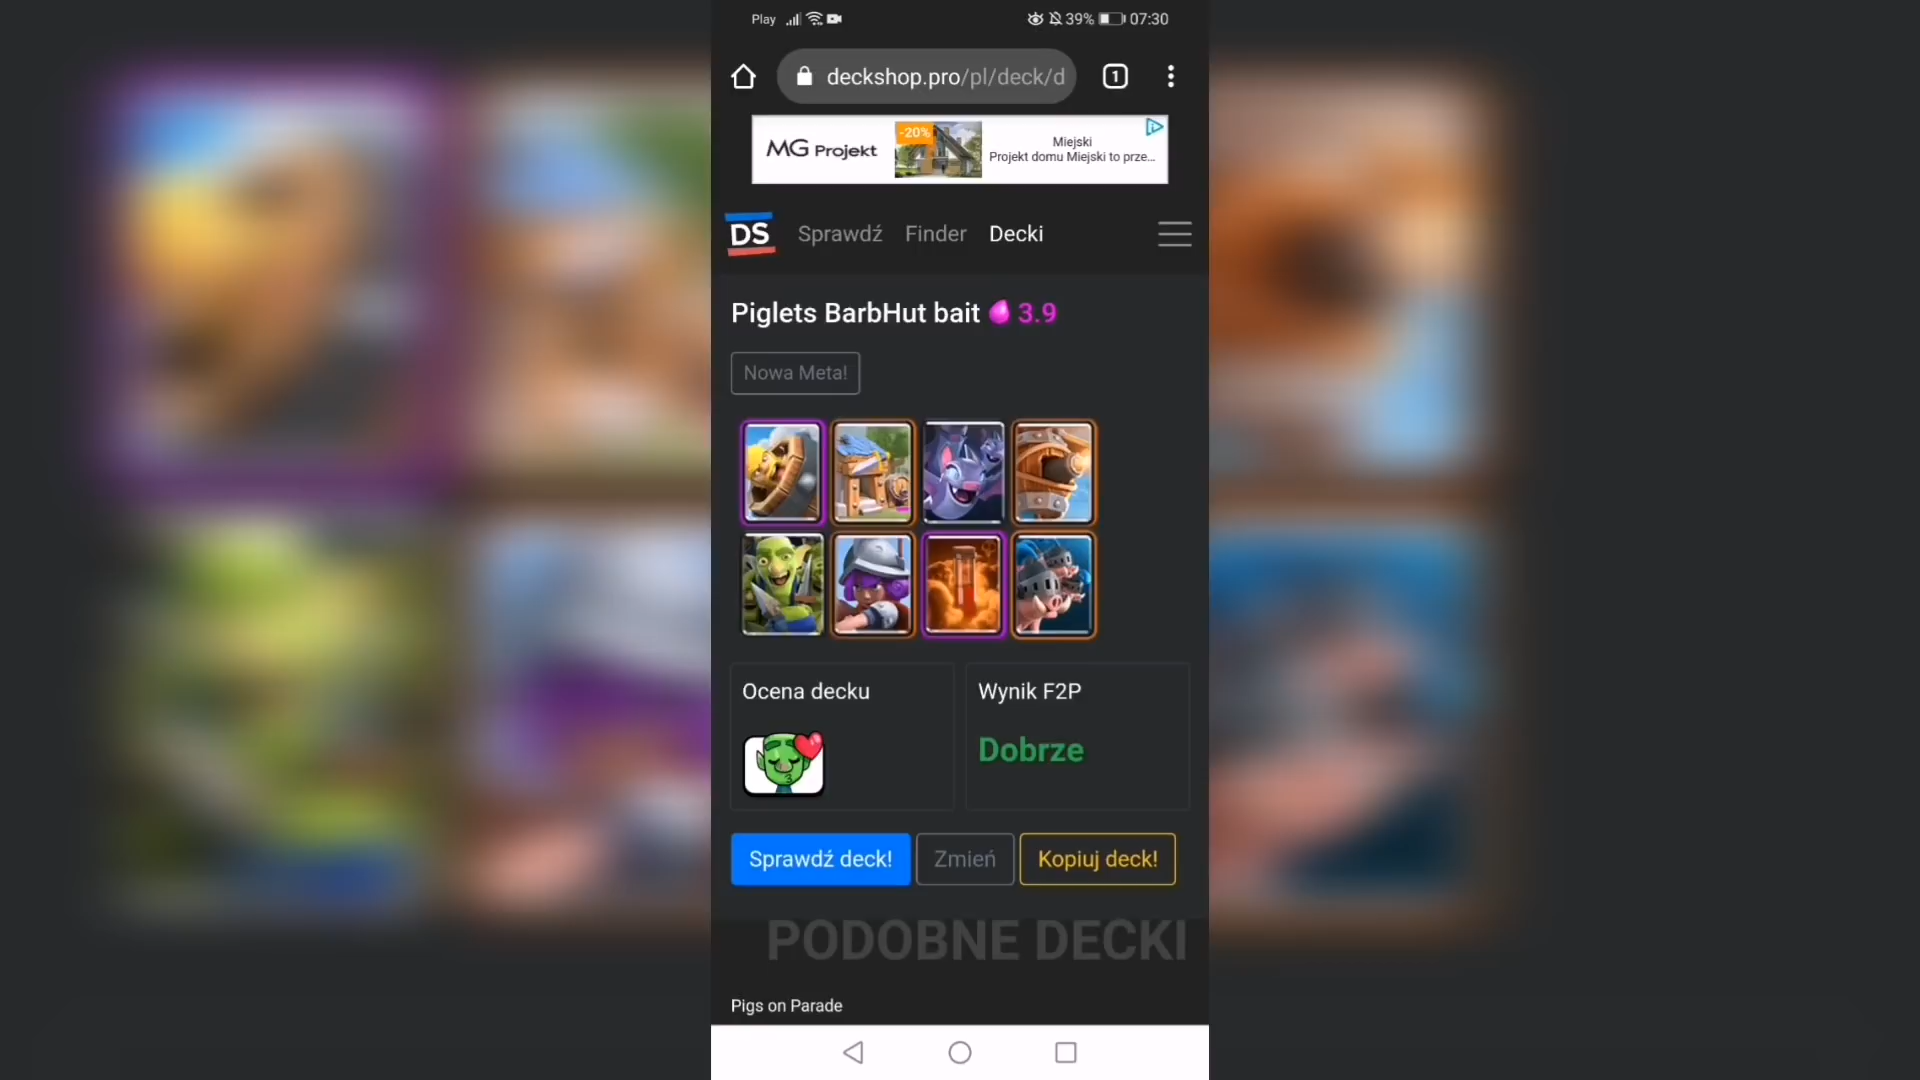 Play 39% 07:30
deckshop.pro/pl/deck/d 1
MG Projekt
-20%
Miejski
Projekt domu Miejski to prze...
DS Sprawdź Finder Decki
Piglets BarbHut bait 3.9
Nowa Meta!
Ocena decku
Wynik F2P
Dobrze
Sprawdź deck! Zmień Kopiuj deck!
PODOBNE DECKI
Pigs on Parade